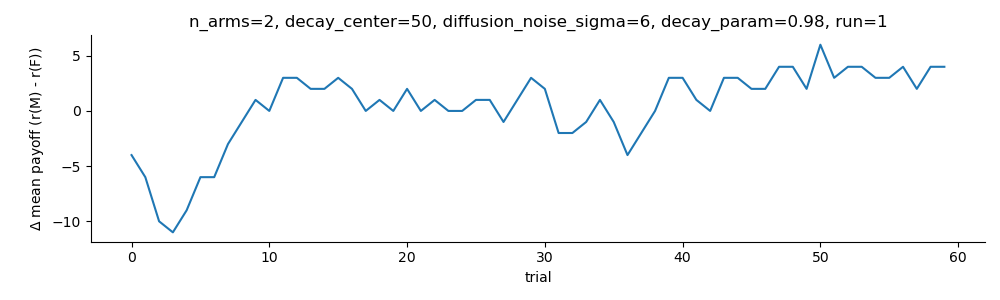 n_arms=2, decay_center=50, diffusion_noise_sigma=6, decay_param=0.98, run=1
Δ mean payoff (r(M) - r(F))
5
0
−5
−10
0 10 20 30 40 50 60
trial